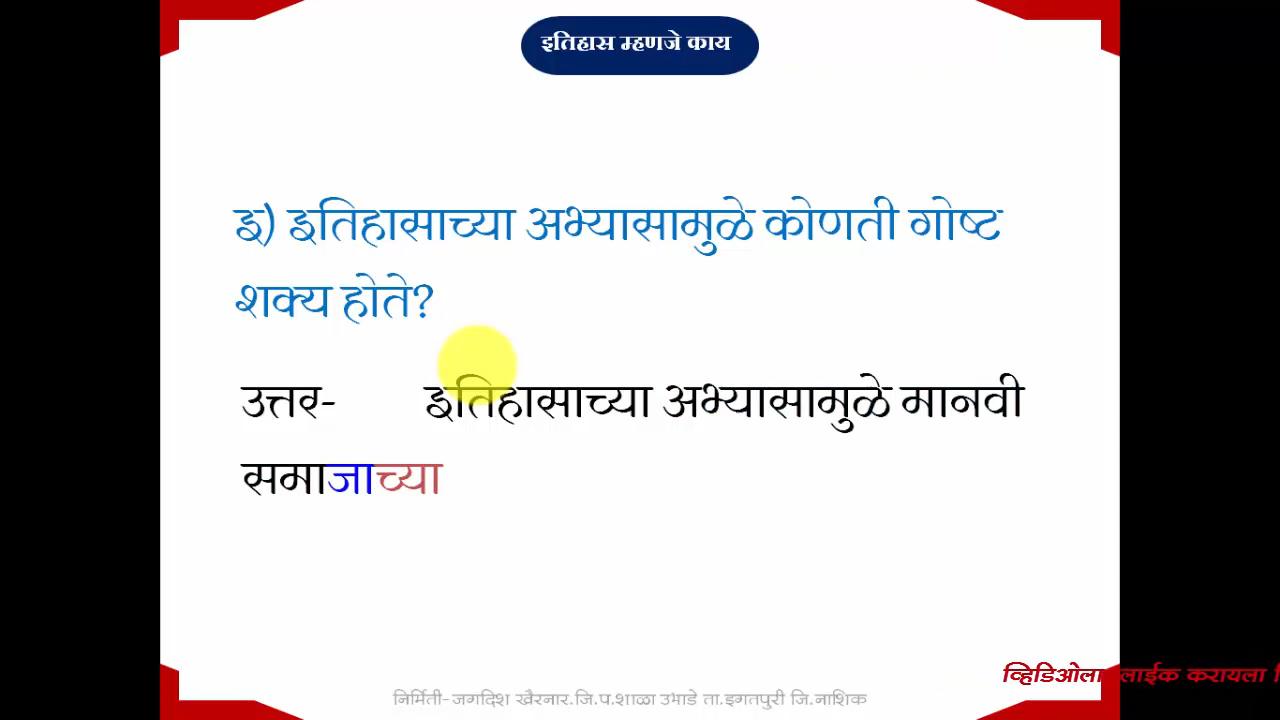 इतिहास म्हणजे काय
इ) इतिहासाच्या अभ्यासामुळे कोणती गोष्ट
शक्य होते?
उत्तर- इतिहासाच्या अभ्यासामुळे मानवी
समाजाच्या
व्हिडिओला लाईक करायला
निर्मिती-जगदिश खैरनार.जि.प.शाळा उभाडे ता.इगतपुरी जि.नाशिक